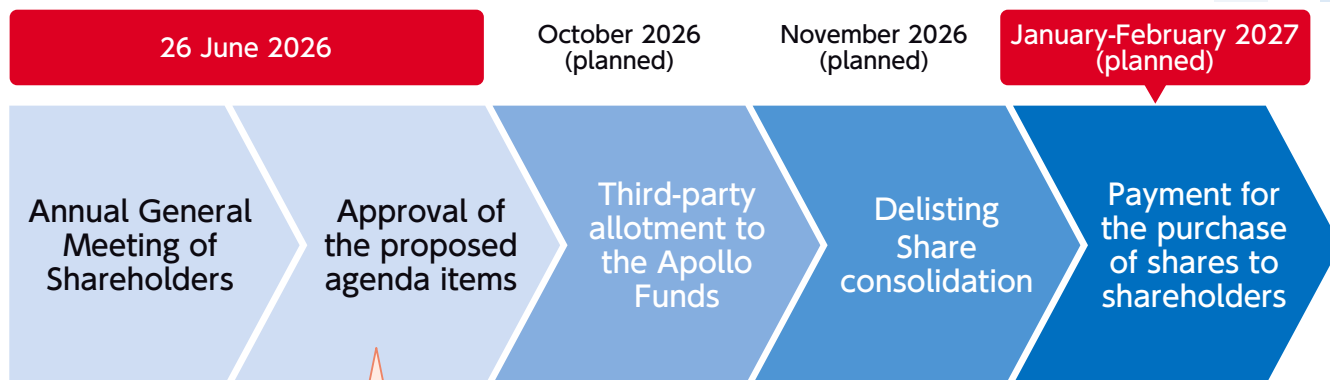 26 June 2026
October 2026
(planned)
November 2026
(planned)
January-February 2027
(planned)
Annual General
Meeting of
Shareholders
Approval of
the proposed
agenda items
Third-party
allotment to
the Apollo
Funds
Delisting
Share
consolidation
Payment for
the purchase
of shares to
shareholders